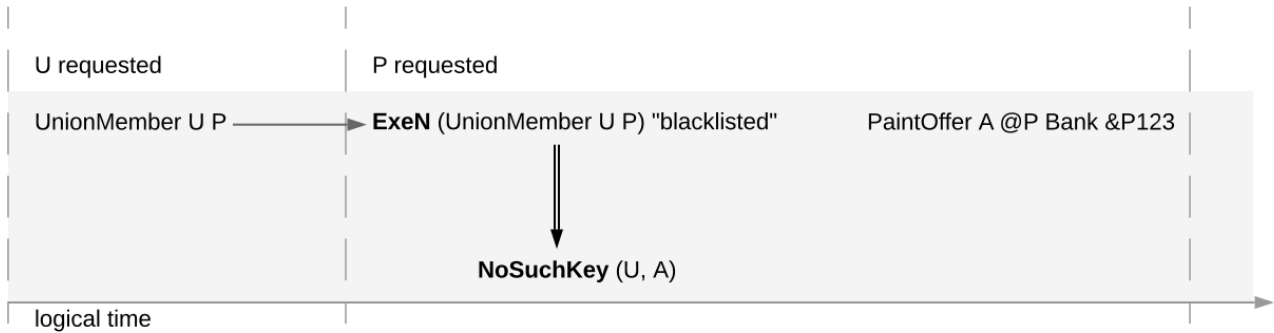 U requested
P requested
UnionMember U P
ExeN (UnionMember U P) "blacklisted"
PaintOffer A @P Bank &P123
NoSuchKey (U, A)
logical time